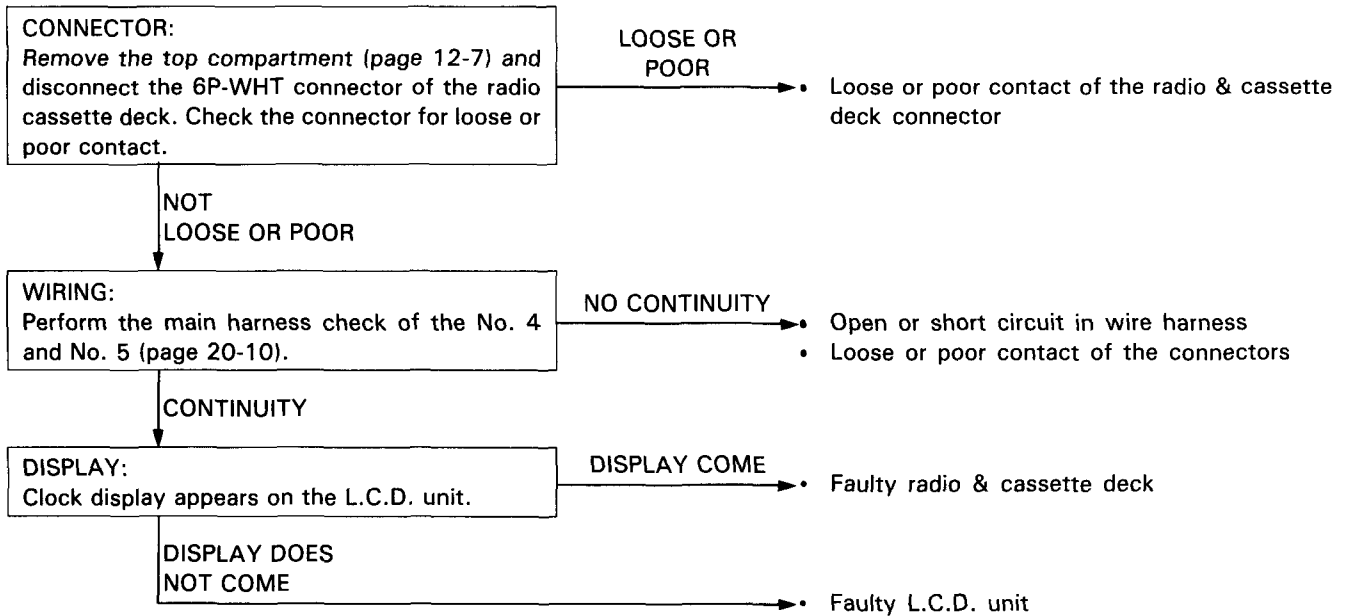 CONNECTOR:
Remove the top compartment (page 12-7) and
disconnect the 6P-WHT connector of the radio
cassette deck. Check the connector for loose or
poor contact.
LOOSE OR
POOR
• Loose or poor contact of the radio & cassette
deck connector
NOT
LOOSE OR POOR
WIRING:
Perform the main harness check of the No. 4
and No. 5 (page 20-10).
NO CONTINUITY
• Open or short circuit in wire harness
• Loose or poor contact of the connectors
CONTINUITY
DISPLAY:
Clock display appears on the L.C.D. unit.
DISPLAY COME
• Faulty radio & cassette deck
DISPLAY DOES
NOT COME
• Faulty L.C.D. unit